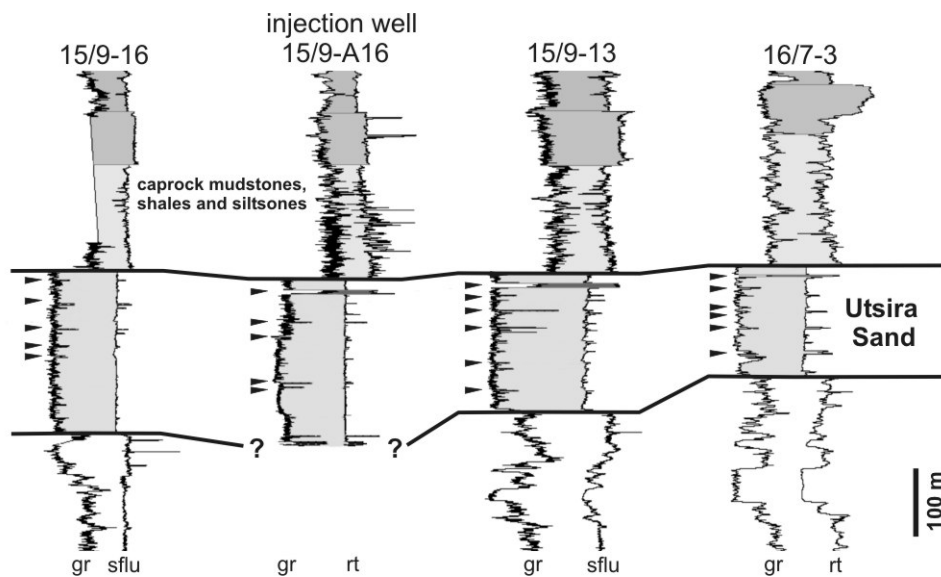 injection well
15/9-16 15/9-A16 15/9-13 16/7-3
caprock mudstones,
shales and siltsones
Utsira
Sand
? ?
100 m
gr sflu gr rt gr sflu gr rt